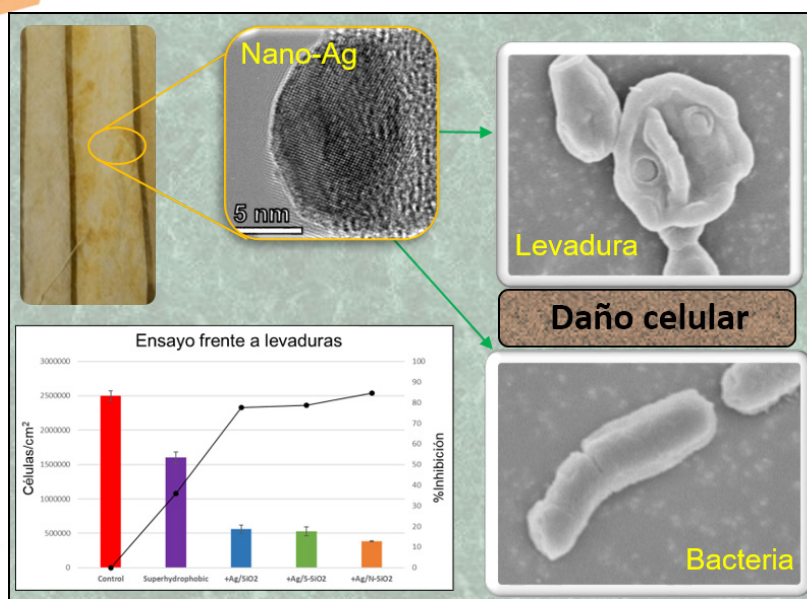 Nano-Ag
5 nm
Levadura
Daño celular
Bacteria
Ensayo frente a levaduras
Células/cm²
3000000
2500000
2000000
1500000
1000000
500000
0
%Inhibición
100
90
80
70
60
50
40
30
20
10
0
Control
Superhydrophobic
+Ag/SiO2
+Ag/S-SiO2
+Ag/N-SiO2